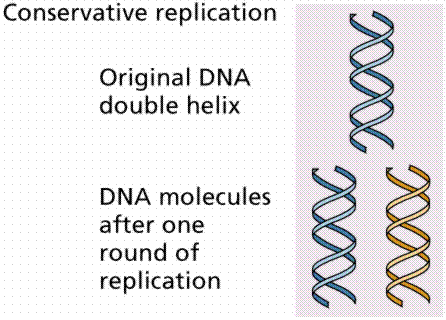 Conservative replication
Original DNA
double helix
DNA molecules
after one
round of
replication